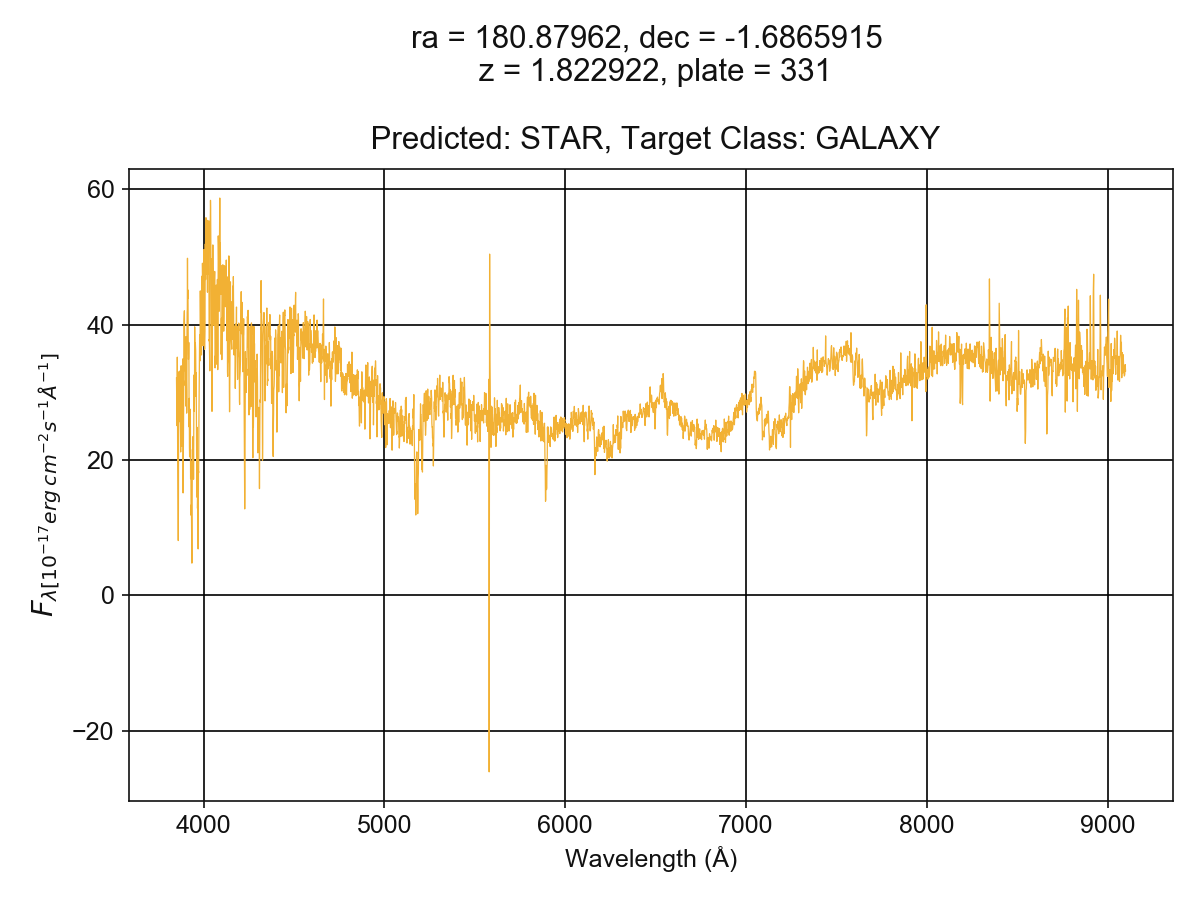 ra = 180.87962, dec = -1.6865915
z = 1.822922, plate = 331
Predicted: STAR, Target Class: GALAXY
60
40
20
0
−20
F_λ[10^{-17} erg cm^{-2} s^{-1} Å^{-1}]
4000 5000 6000 7000 8000 9000
Wavelength (Å)